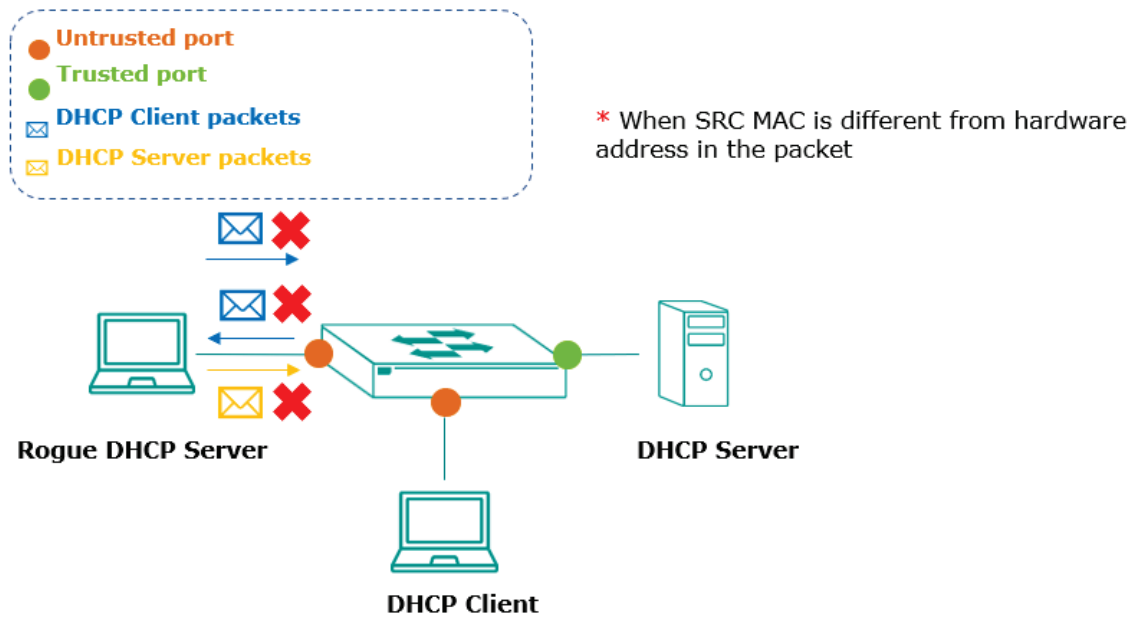 Untrusted port
Trusted port
DHCP Client packets
DHCP Server packets
* When SRC MAC is different from hardware
address in the packet
Rogue DHCP Server
DHCP Server
DHCP Client